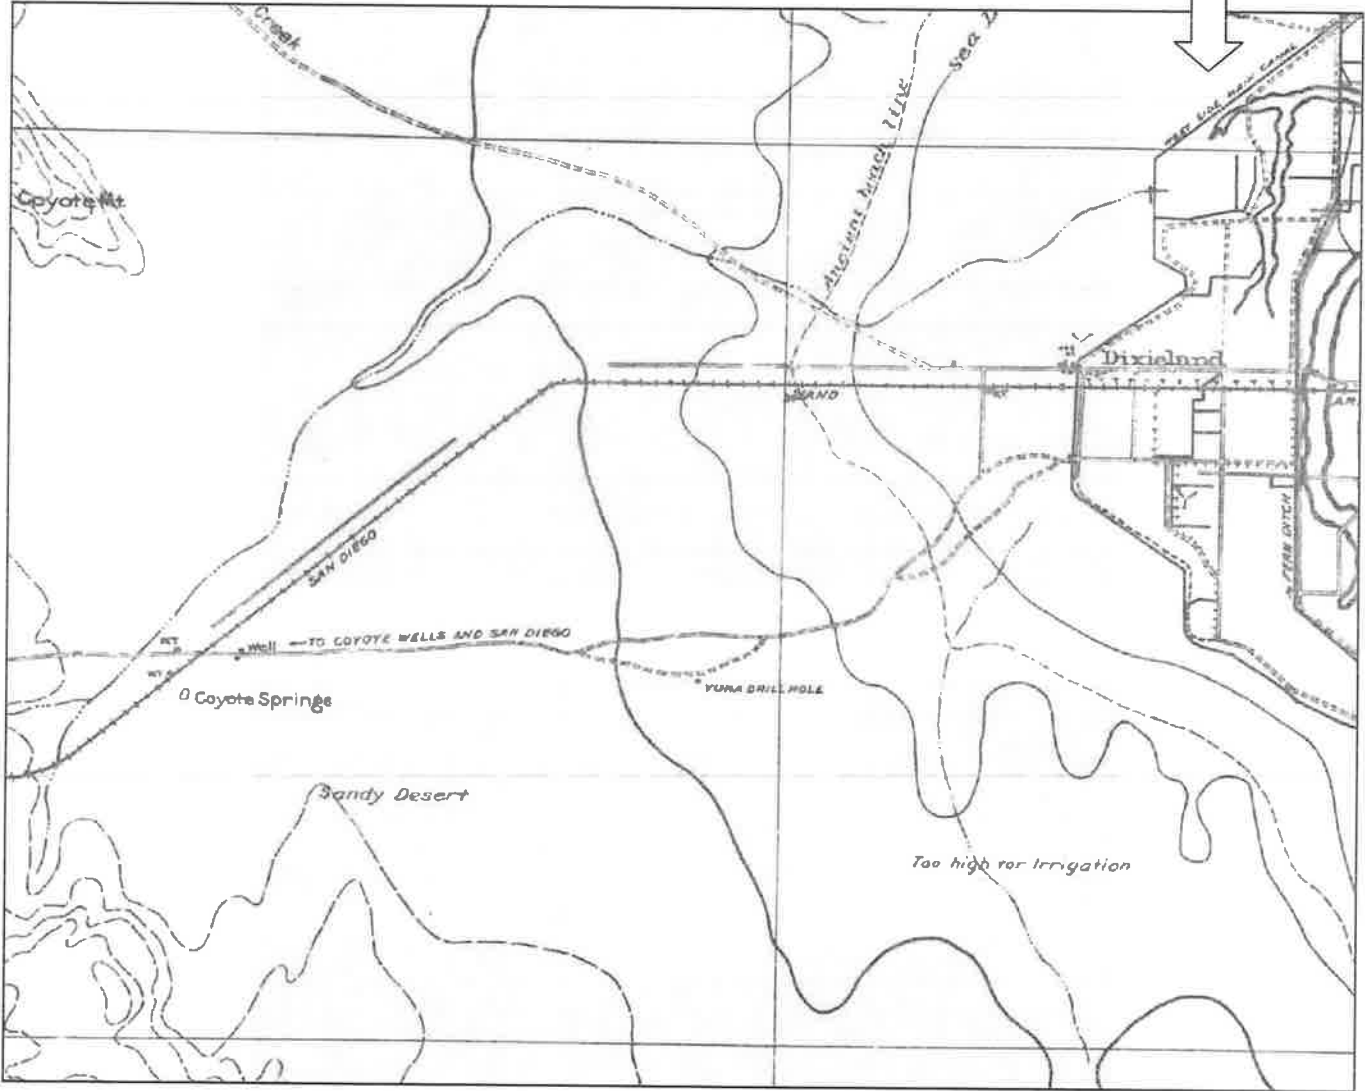 Creek
Ancient beach line
Sea L
WEST SIDE MAIN CANAL
Coyote Mt
Dixieland
SAND
SAN DIEGO
FERN DITCH
Well
TO COYOTE WELLS AND SAN DIEGO
YUHA DRILL HOLE
Coyote Springs
Sandy Desert
Too high for Irrigation